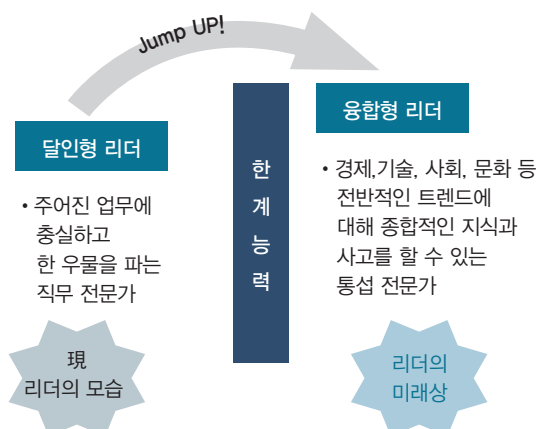 Jump UP!
달인형 리더
• 주어진 업무에
충실하고
한 우물을 파는
직무 전문가
現
리더의 모습
한
계
능
력
융합형 리더
• 경제,기술, 사회, 문화 등
전반적인 트렌드에
대해 종합적인 지식과
사고를 할 수 있는
통섭 전문가
리더의
미래상